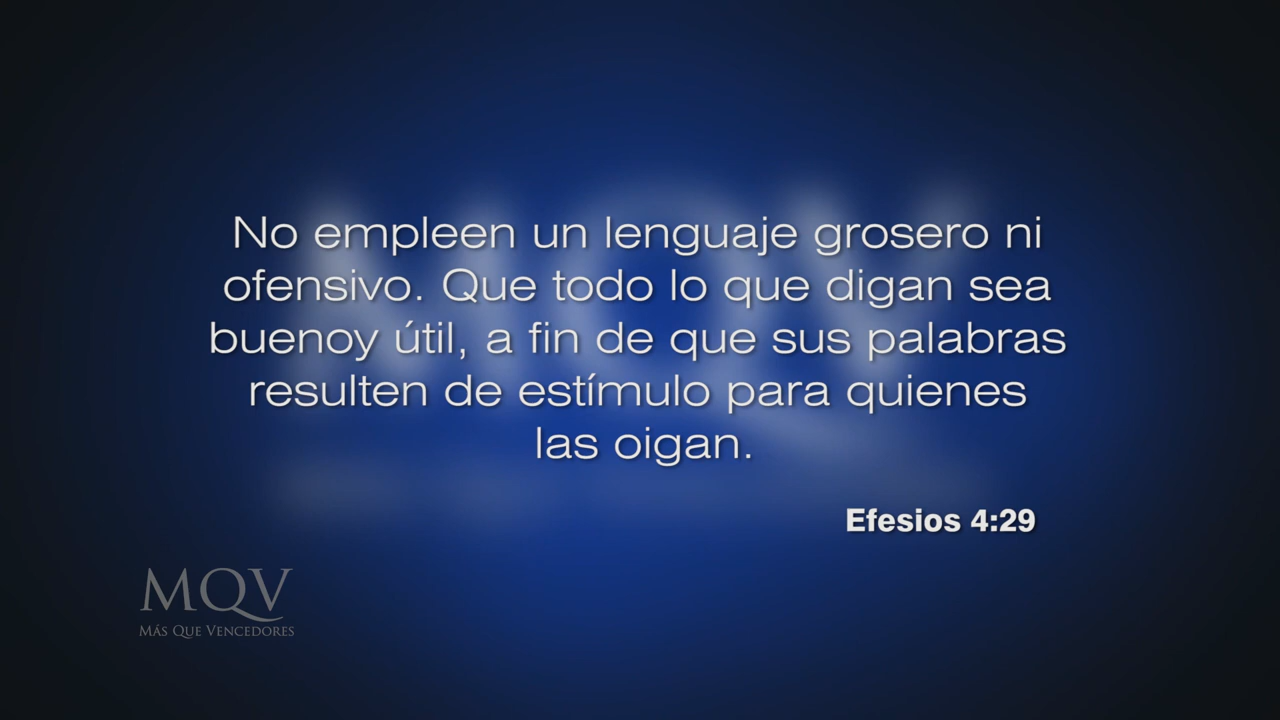 No empleen un lenguaje grosero ni
ofensivo. Que todo lo que digan sea
buenoy útil, a fin de que sus palabras
resulten de estímulo para quienes
las oigan.
Efesios 4:29
MQV
MÁS QUE VENCEDORES